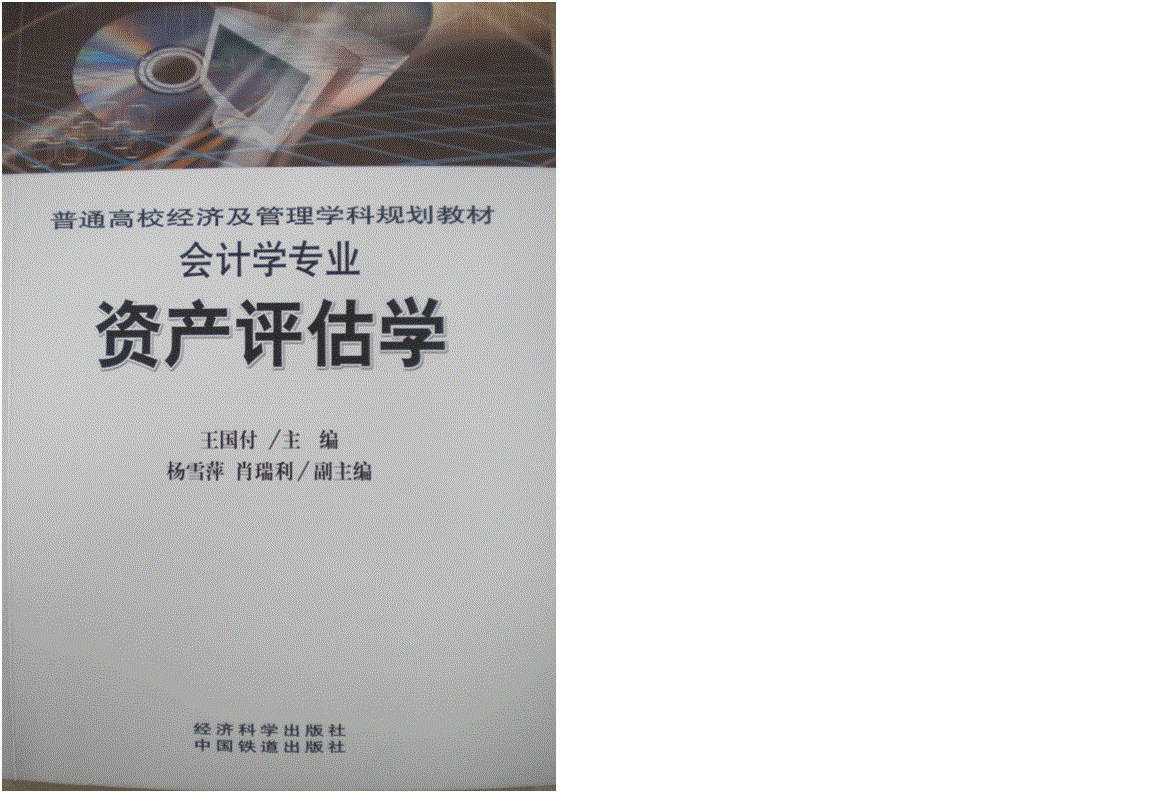 普通高校经济及管理学科规划教材
会计学专业
资产评估学
王国付 /主 编
杨雪萍 肖瑞利/副主编
经济科学出版社
中国铁道出版社